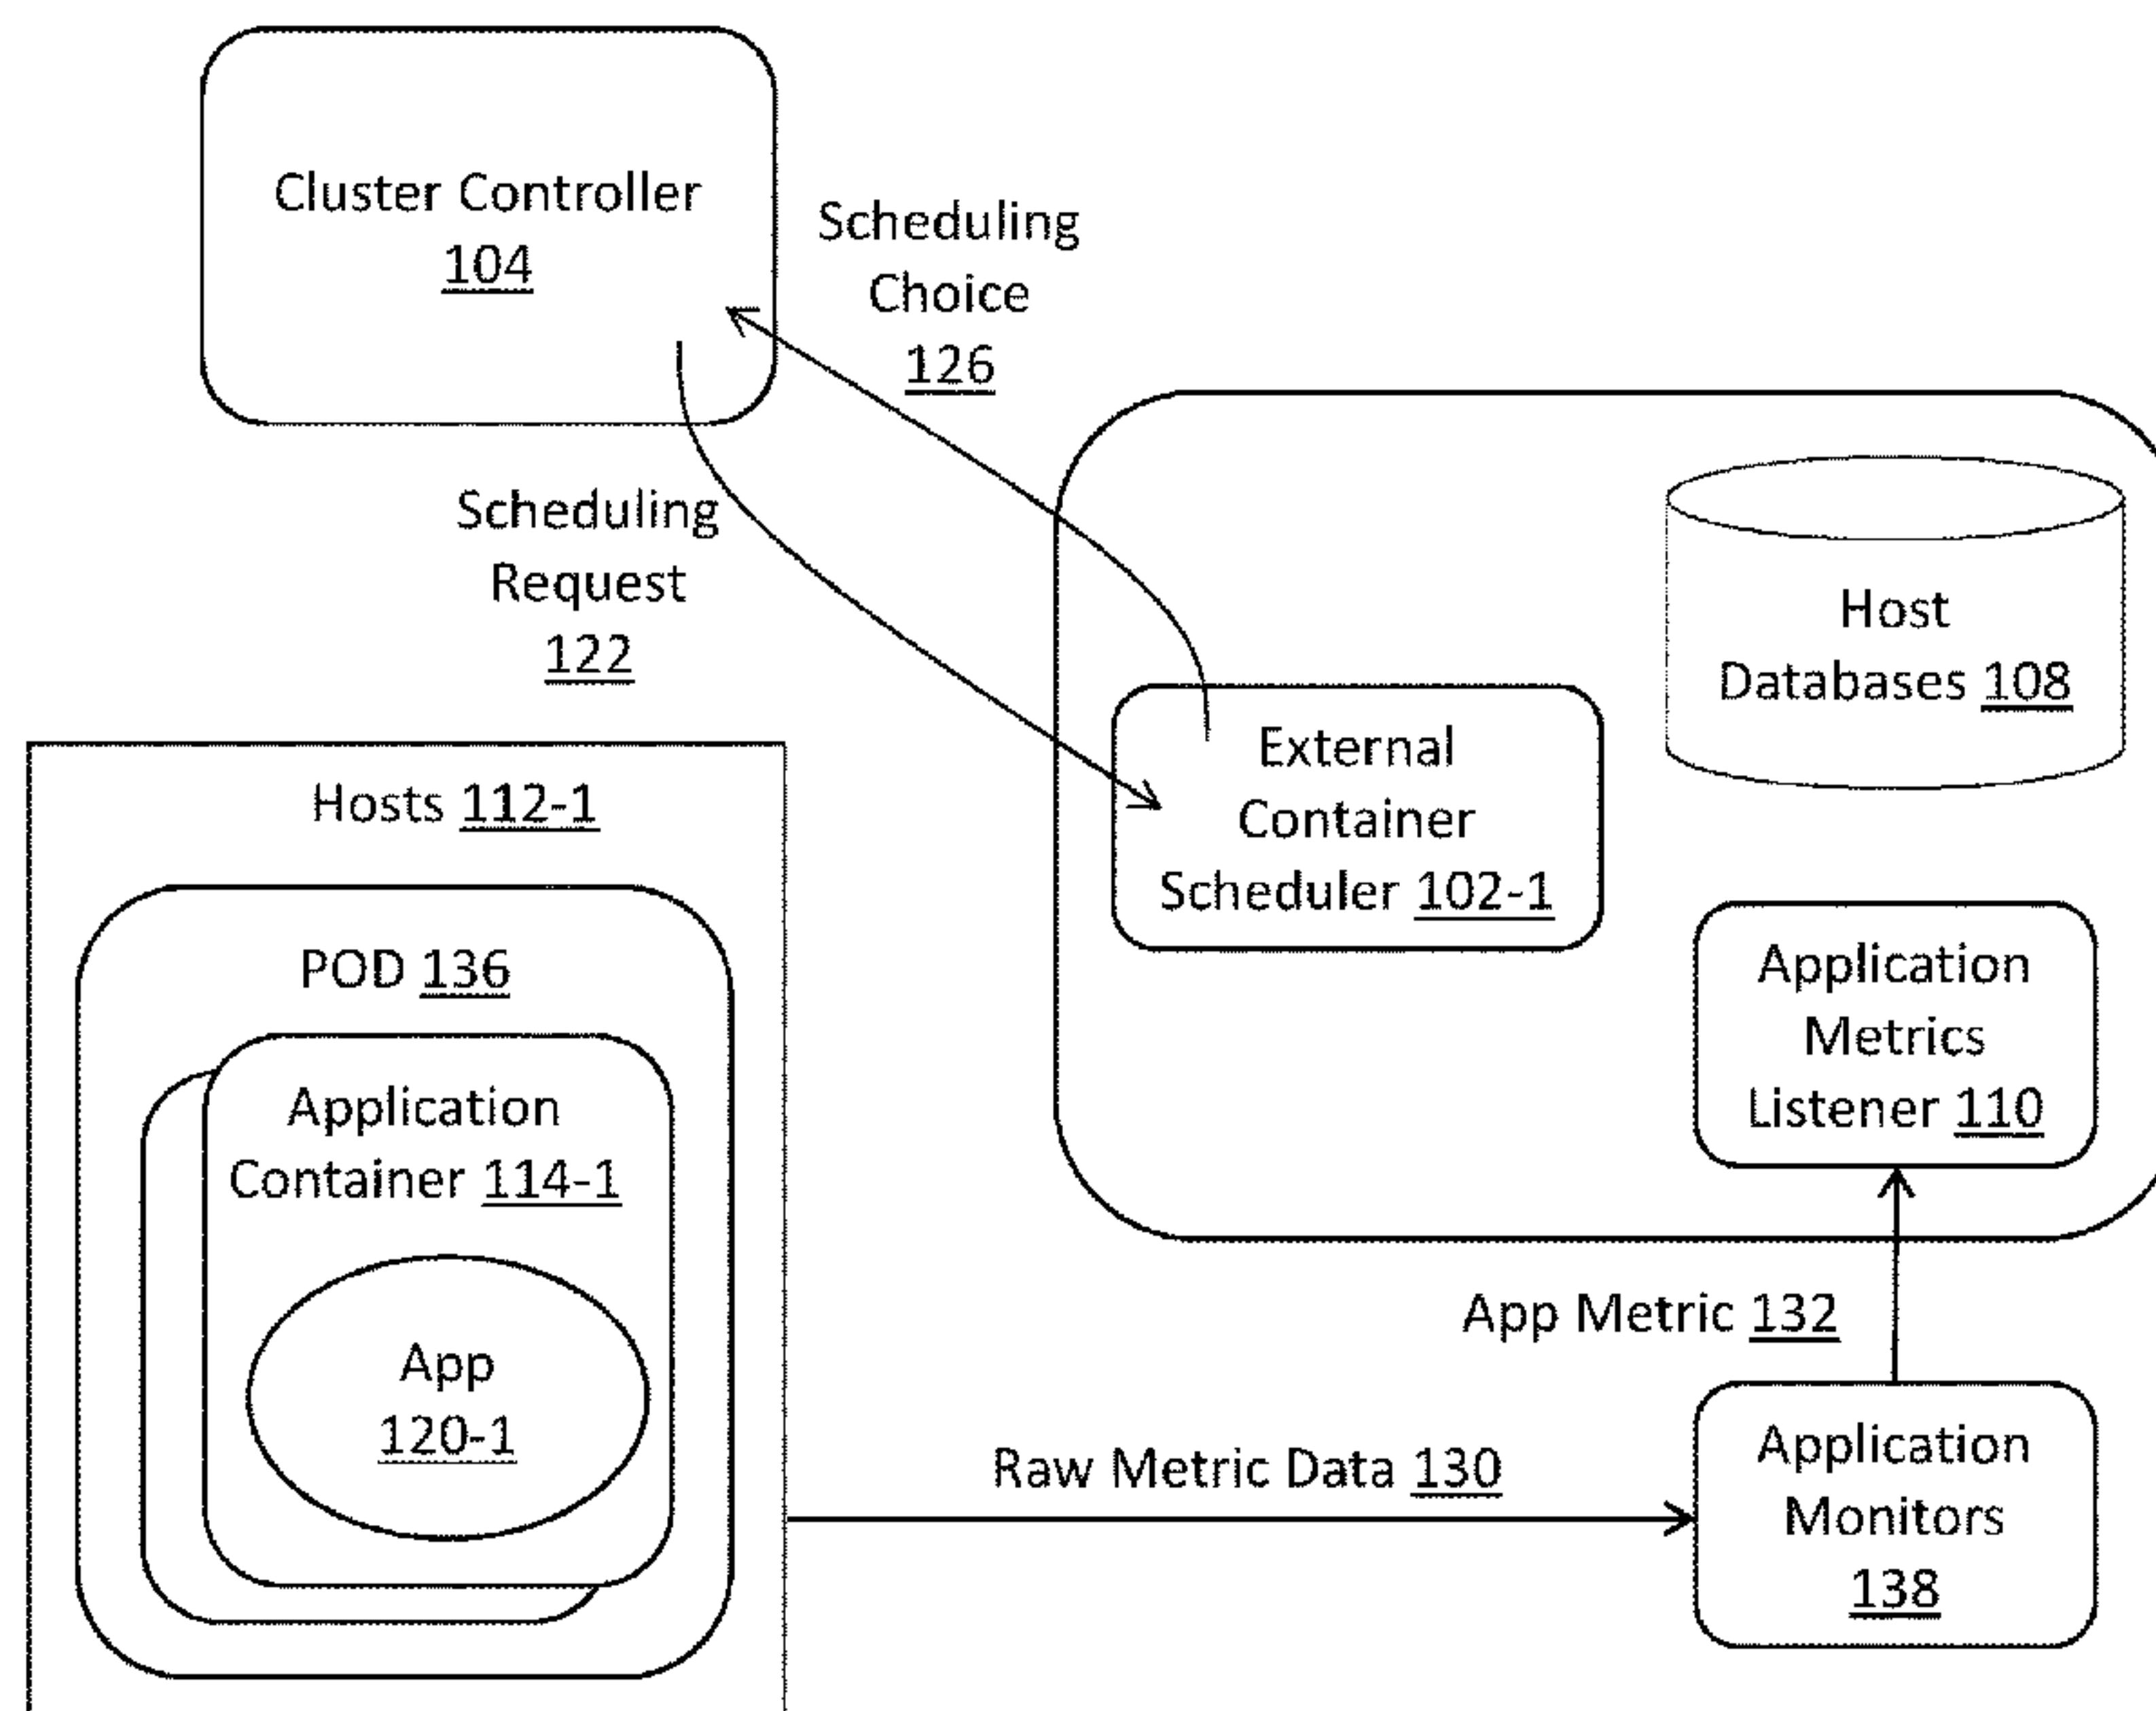 Cluster Controller
104
Scheduling
Choice
126
Scheduling
Request
122
Host
Databases 108
External
Container
Scheduler 102-1
Hosts 112-1
POD 136
Application
Container 114-1
App
120-1
Application
Metrics
Listener 110
App Metric 132
Raw Metric Data 130
Application
Monitors
138